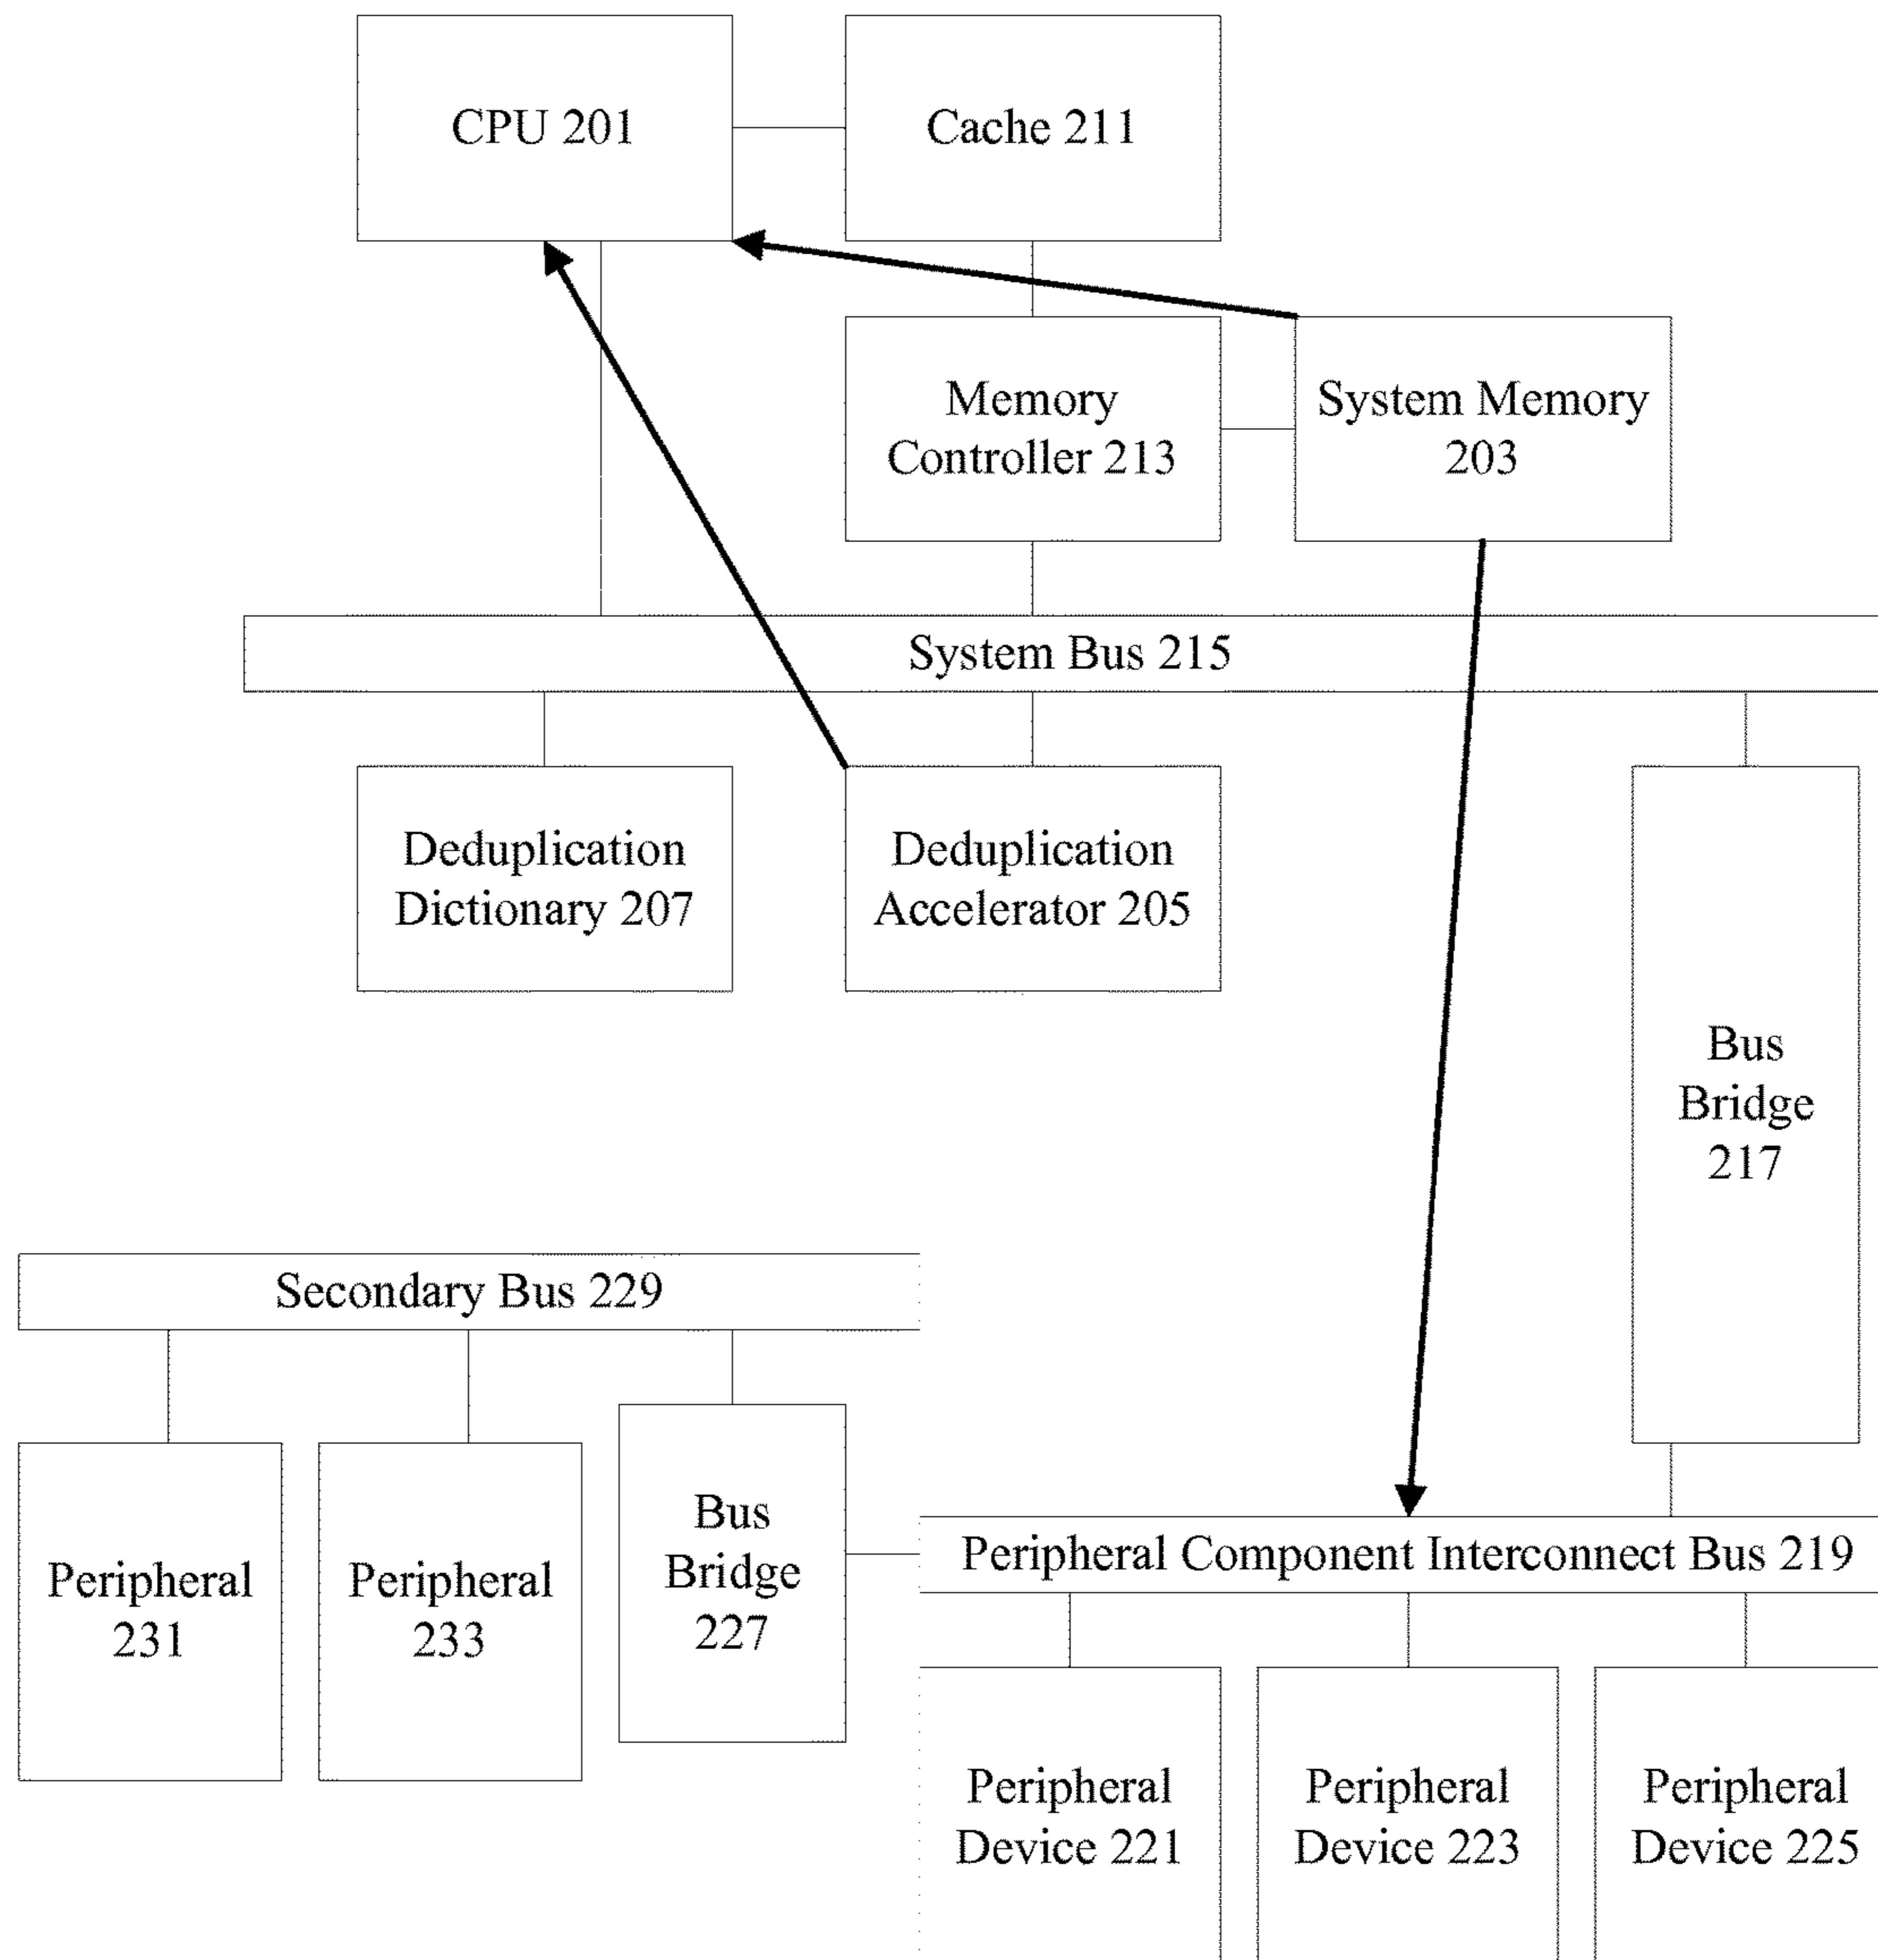 CPU 201
Cache 211
Memory
Controller 213
System Memory
203
System Bus 215
Deduplication
Dictionary 207
Deduplication
Accelerator 205
Bus
Bridge
217
Secondary Bus 229
Peripheral
231
Peripheral
233
Bus
Bridge
227
Peripheral Component Interconnect Bus 219
Peripheral
Device 221
Peripheral
Device 223
Peripheral
Device 225